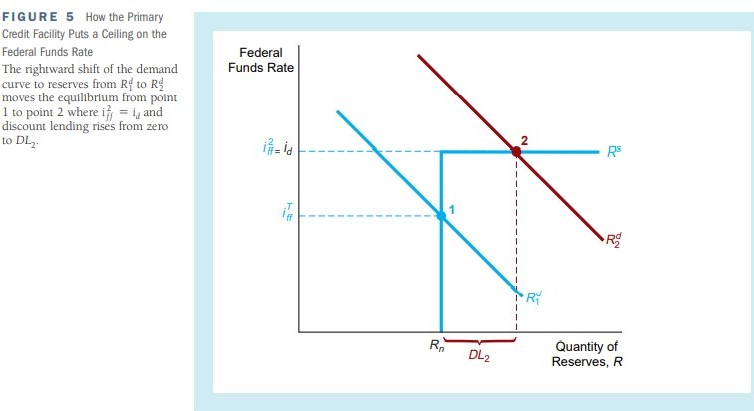 FIGURE 5 How the Primary
Credit Facility Puts a Ceiling on the
Federal Funds Rate
The rightward shift of the demand
curve to reserves from R₁ᵈ to R₂ᵈ
moves the equilibrium from point
1 to point 2 where i²ff = id and
discount lending rises from zero
to DL₂.
Federal
Funds Rate
i²ff = id
iᵀff
2
1
Rˢ
R₂ᵈ
R₁ᵈ
Rn
DL₂
Quantity of
Reserves, R